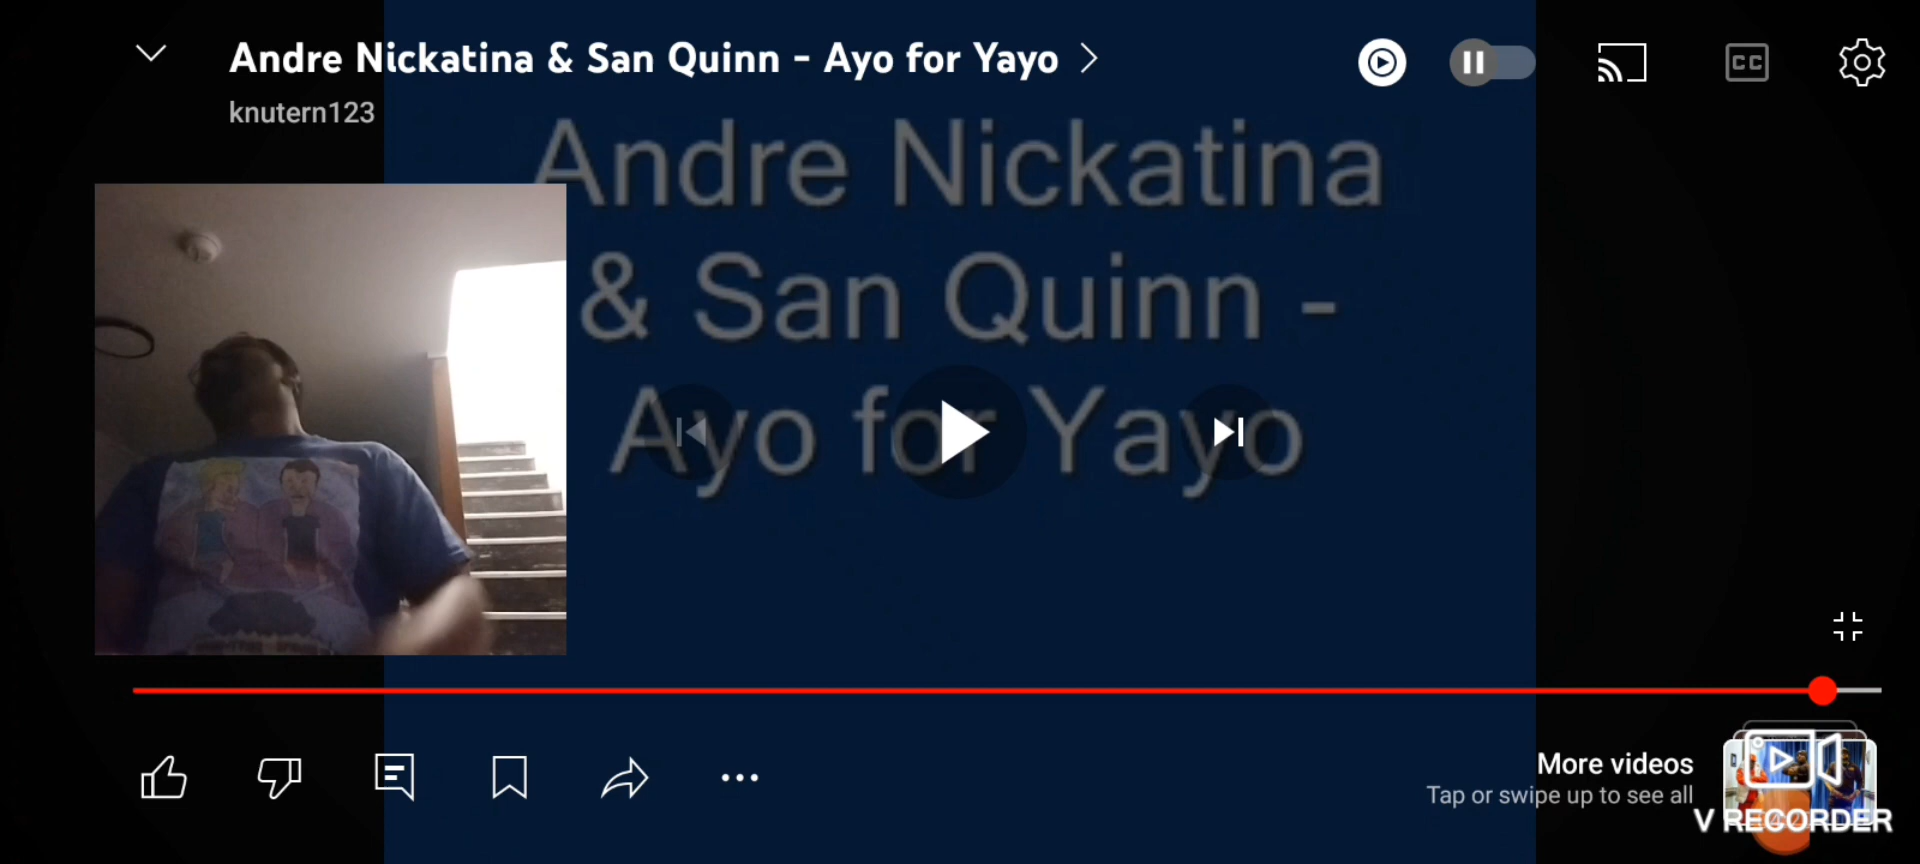 Andre Nickatina & San Quinn - Ayo for Yayo
knutern123
CC
Andre Nickatina
& San Quinn -
Ayo for Yayo
More videos
Tap or swipe up to see all
V RECORDER